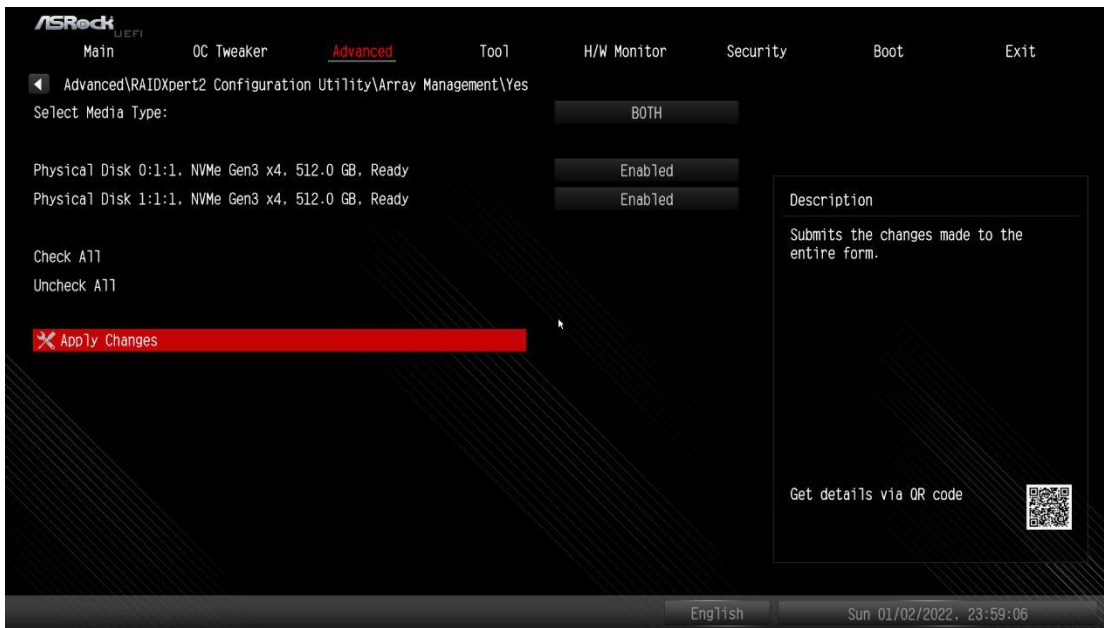 ASRock UEFI
Main OC Tweaker Advanced Tool H/W Monitor Security Boot Exit
Advanced\RAIDXpert2 Configuration Utility\Array Management\Yes
Select Media Type: BOTH
Physical Disk 0:1:1, NVMe Gen3 x4, 512.0 GB, Ready Enabled
Physical Disk 1:1:1, NVMe Gen3 x4, 512.0 GB, Ready Enabled
Description
Submits the changes made to the
entire form.
Check All
Uncheck All
Apply Changes
Get details via QR code
English Sun 01/02/2022, 23:59:06